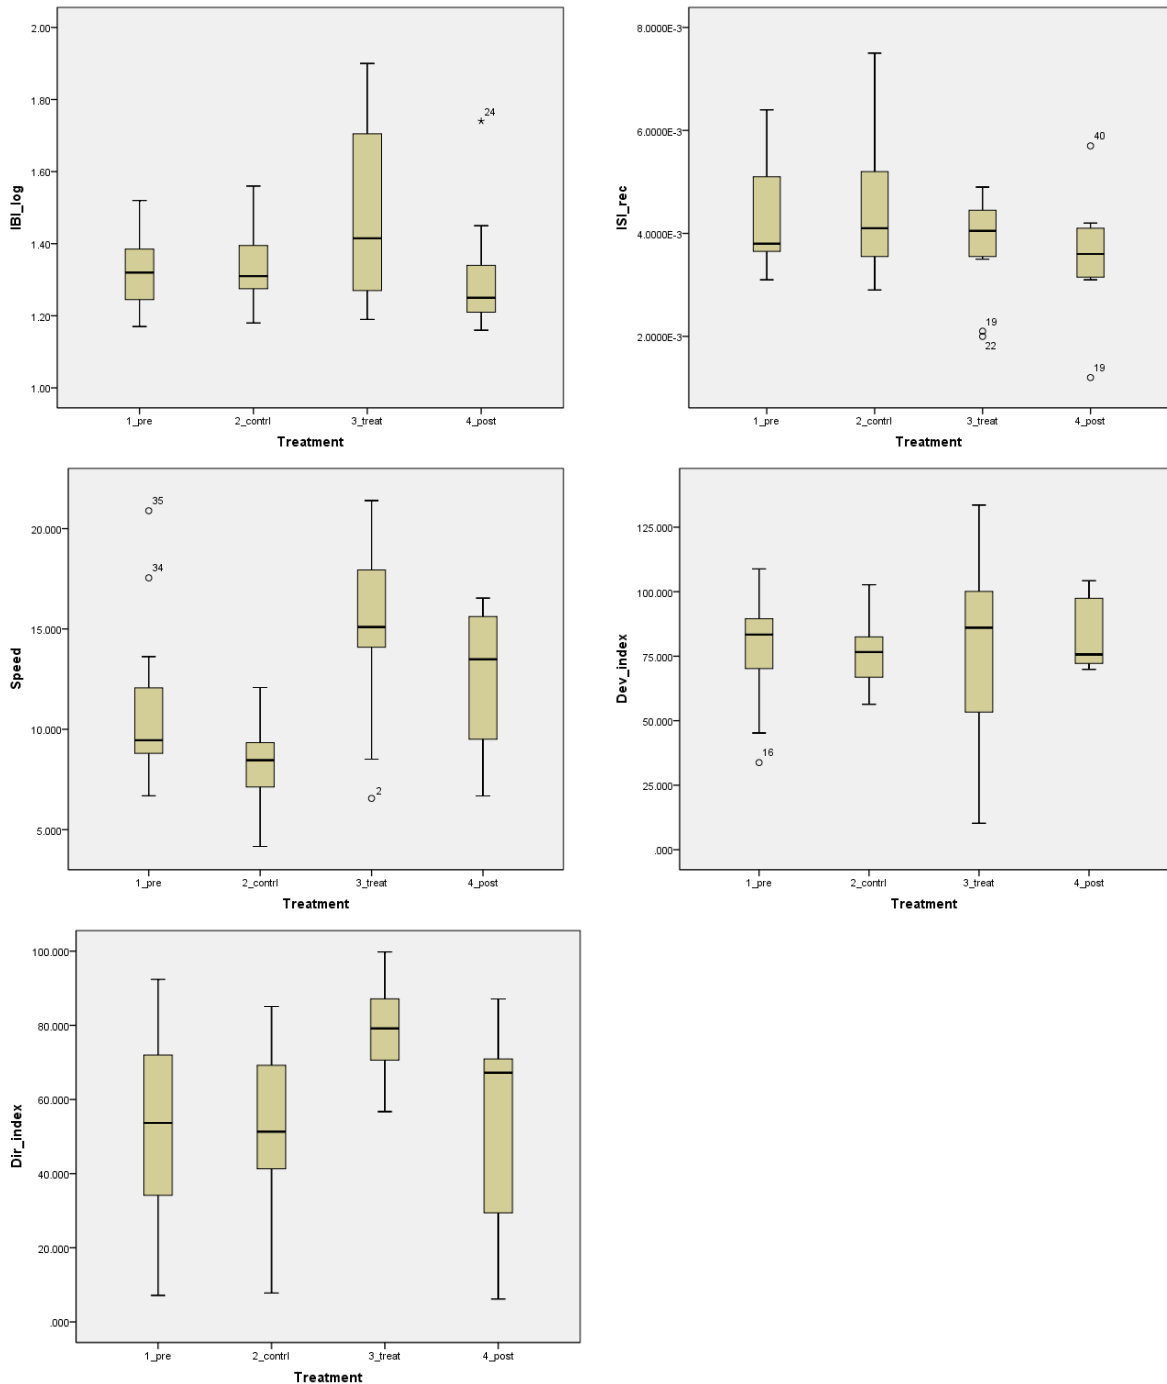 2.00
1.80
1.60
1.40
1.20
1.00
IBI_log
24
1_pre 2_contrl 3_treat 4_post
Treatment
8.0000E-3
6.0000E-3
4.0000E-3
2.0000E-3
ISI_rec
40
19
22
19
1_pre 2_contrl 3_treat 4_post
Treatment
20.000
15.000
10.000
5.000
Speed
35
34
2
1_pre 2_contrl 3_treat 4_post
Treatment
125.000
100.000
75.000
50.000
25.000
.000
Dev_index
16
1_pre 2_contrl 3_treat 4_post
Treatment
100.000
80.000
60.000
40.000
20.000
.000
Dir_index
1_pre 2_contrl 3_treat 4_post
Treatment